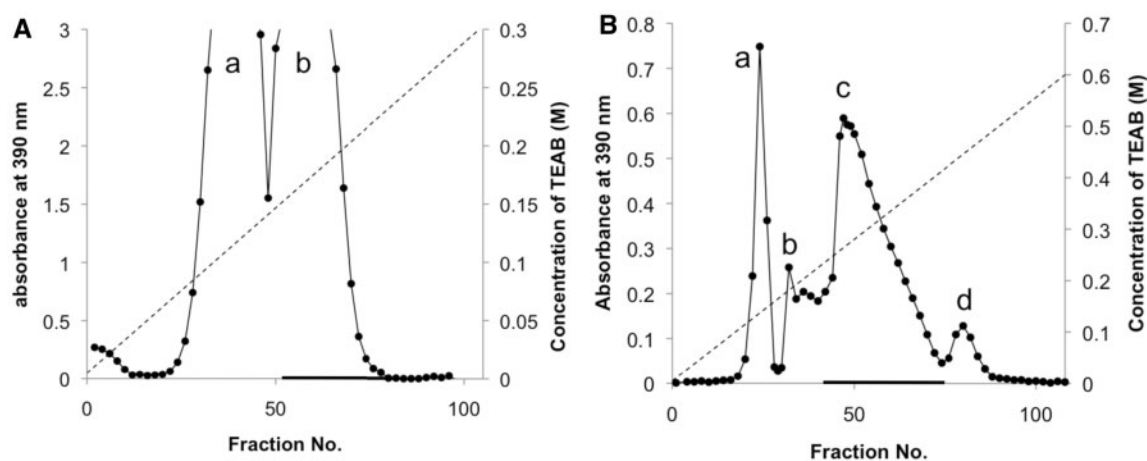 A
absorbance at 390 nm
3
2.5
2
1.5
1
0.5
0
a
b
0.3
0.25
0.2
0.15
0.1
0.05
0
Concentration of TEAB (M)
0
50
100
Fraction No.
B
Absorbance at 390 nm
0.8
0.7
0.6
0.5
0.4
0.3
0.2
0.1
0
a
b
c
d
0.7
0.6
0.5
0.4
0.3
0.2
0.1
0
Concentration of TEAB (M)
0
50
100
Fraction No.